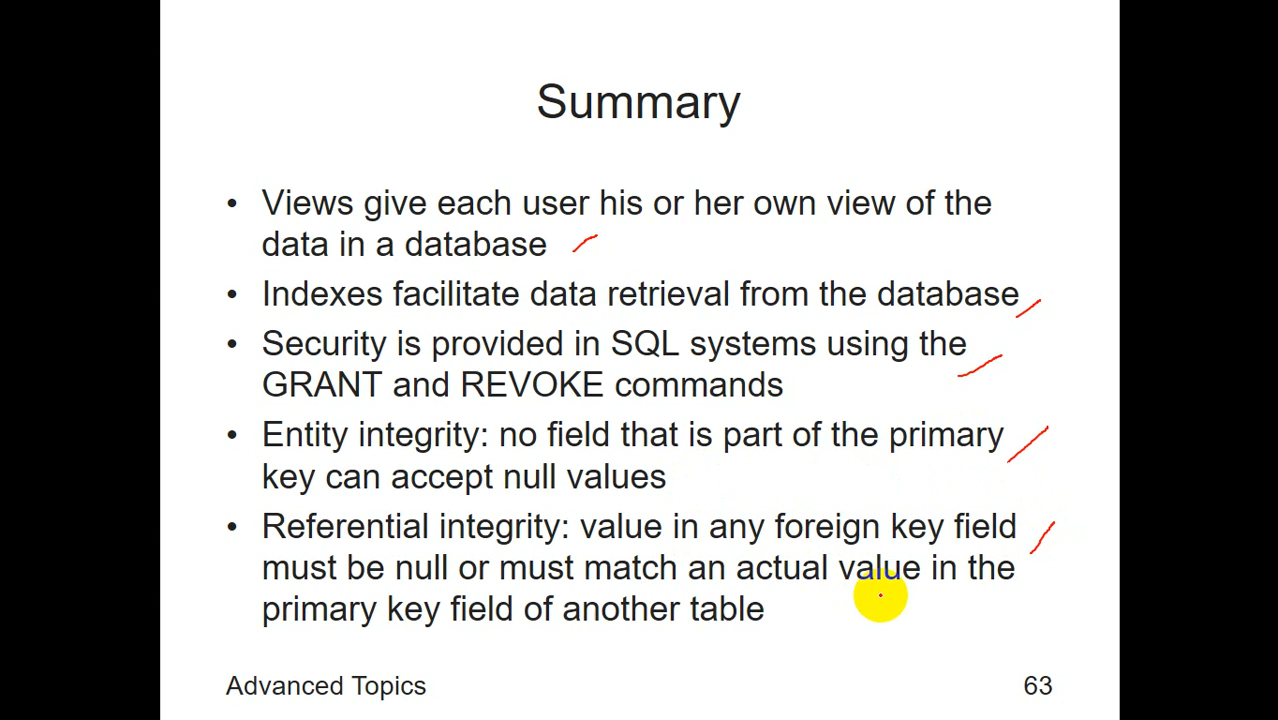 Summary
• Views give each user his or her own view of the
data in a database
• Indexes facilitate data retrieval from the database
• Security is provided in SQL systems using the
GRANT and REVOKE commands
• Entity integrity: no field that is part of the primary
key can accept null values
• Referential integrity: value in any foreign key field
must be null or must match an actual value in the
primary key field of another table
Advanced Topics 63